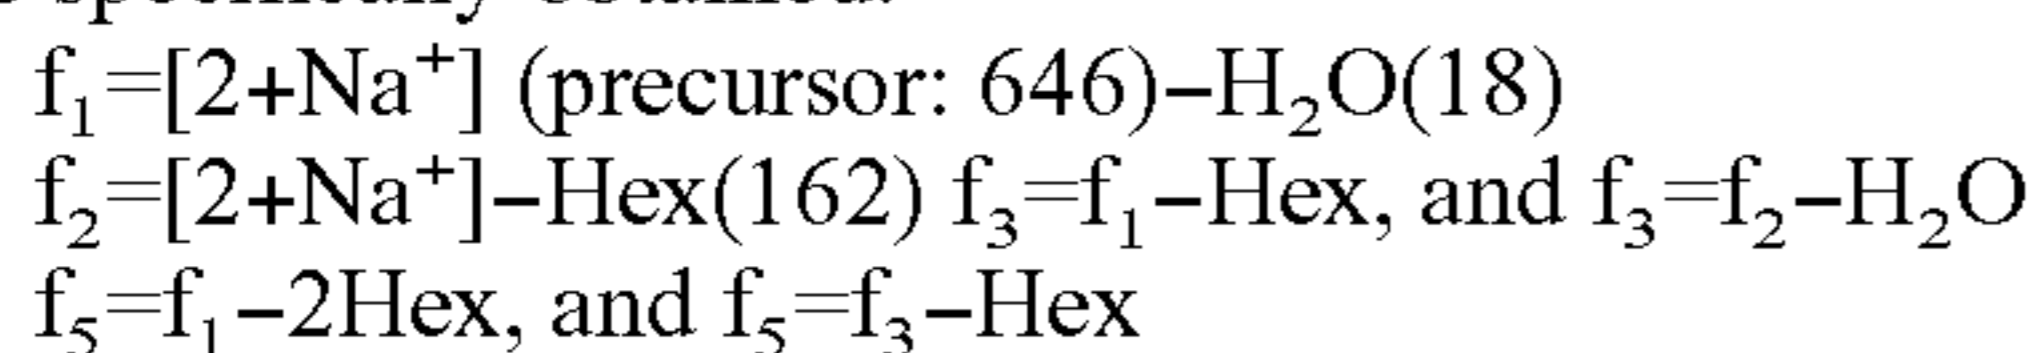 f₁=[2+Na⁺] (precursor: 646)–H₂O(18)
f₂=[2+Na⁺]–Hex(162) f₃=f₁–Hex, and f₃=f₂–H₂O
f₅=f₁–2Hex, and f₅=f₃–Hex